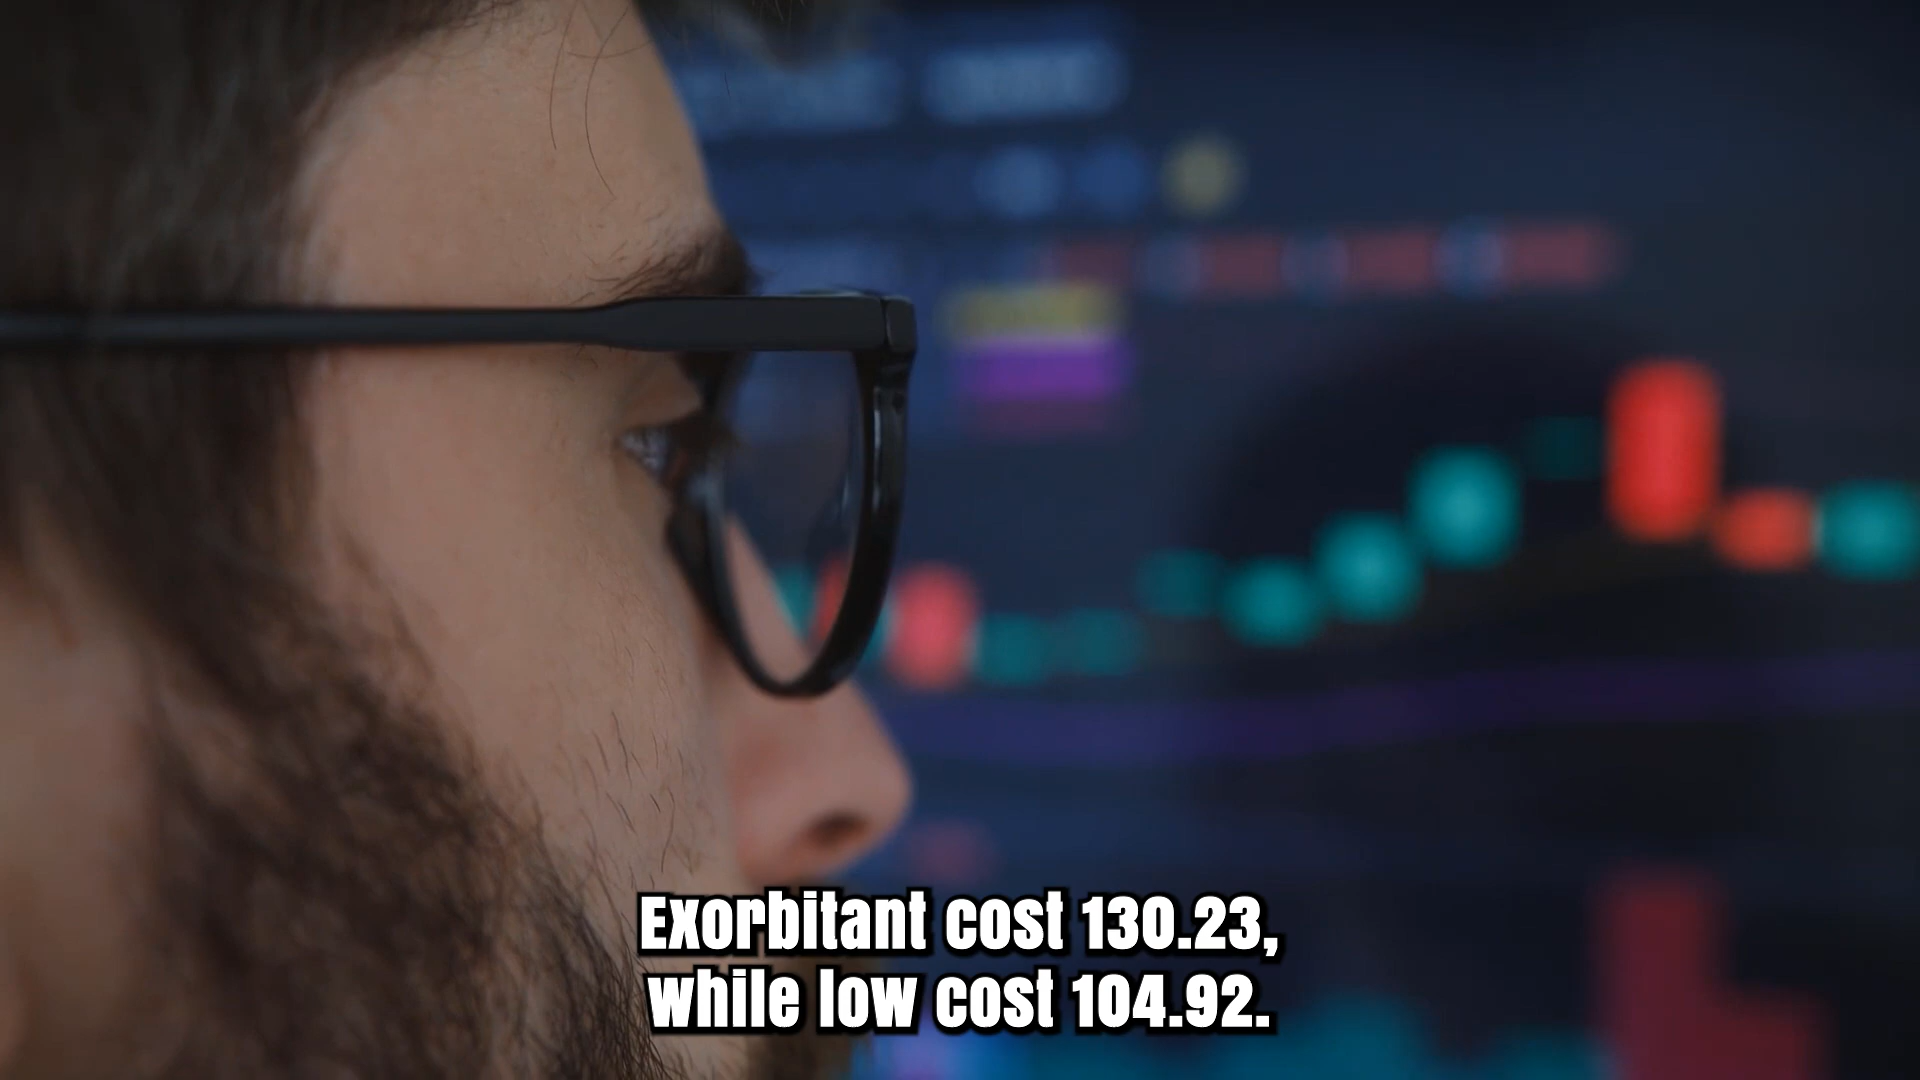 Exorbitant cost 130.23,
while low cost 104.92.